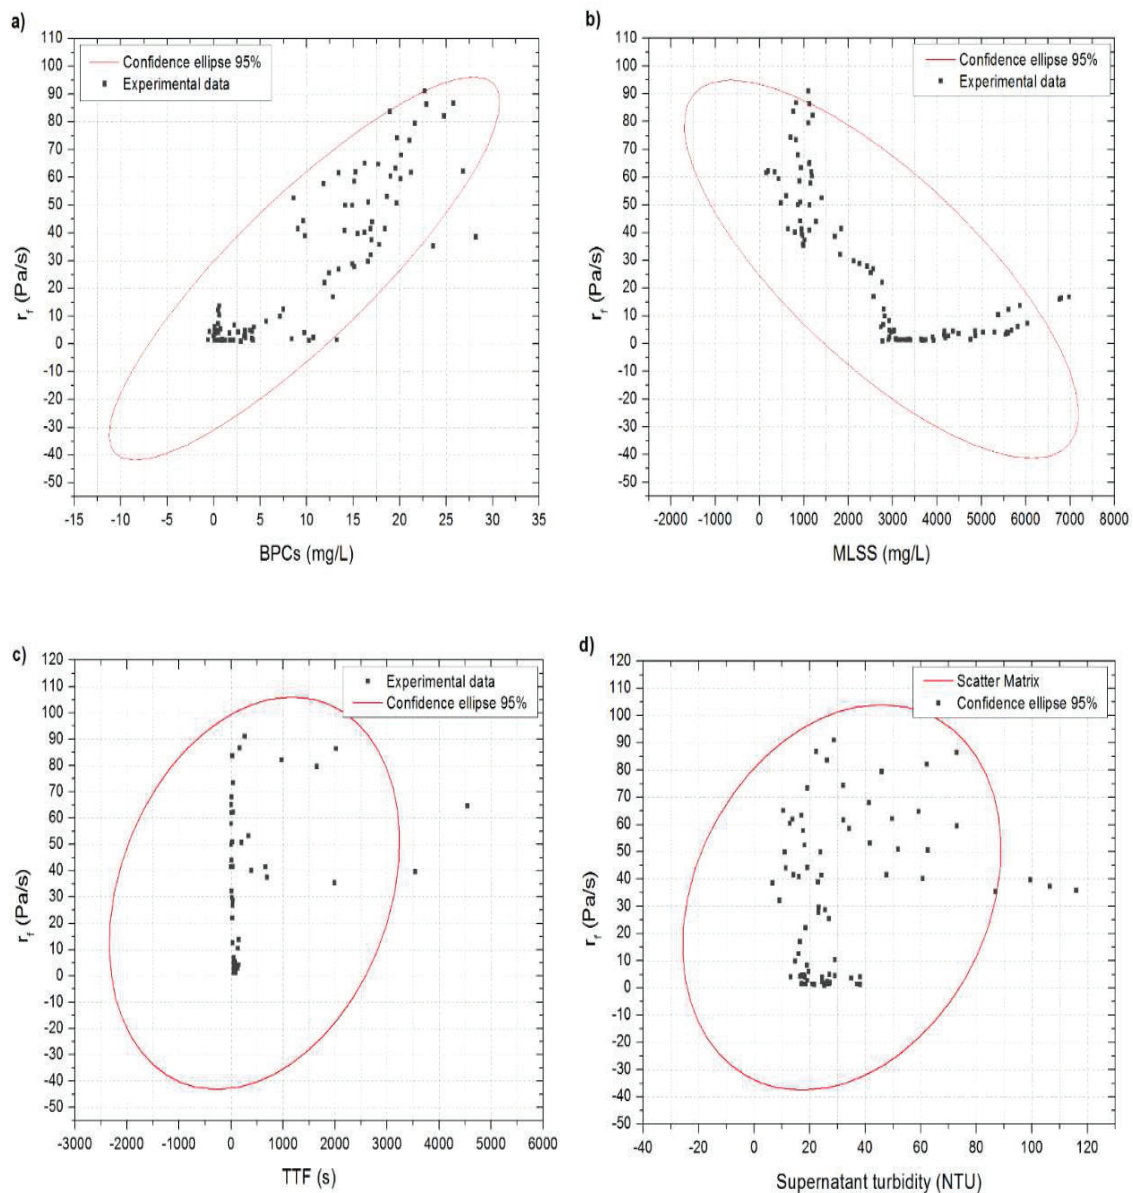 a)
110
100
90
80
70
60
50
40
30
20
10
0
-10
-20
-30
-40
-50
r_f (Pa/s)
Confidence ellipse 95%
Experimental data
-15 -10 -5 0 5 10 15 20 25 30 35
BPCs (mg/L)
b)
110
100
90
80
70
60
50
40
30
20
10
0
-10
-20
-30
-40
-50
r_f (Pa/s)
Confidence ellipse 95%
Experimental data
-2000 -1000 0 1000 2000 3000 4000 5000 6000 7000 8000
MLSS (mg/L)
c)
120
110
100
90
80
70
60
50
40
30
20
10
0
-10
-20
-30
-40
-50
r_f (Pa/s)
Experimental data
Confidence ellipse 95%
-3000 -2000 -1000 0 1000 2000 3000 4000 5000 6000
TTF (s)
d)
120
110
100
90
80
70
60
50
40
30
20
10
0
-10
-20
-30
-40
-50
r_f (Pa/s)
Scatter Matrix
Confidence ellipse 95%
-40 -20 0 20 40 60 80 100 120
Supernatant turbidity (NTU)